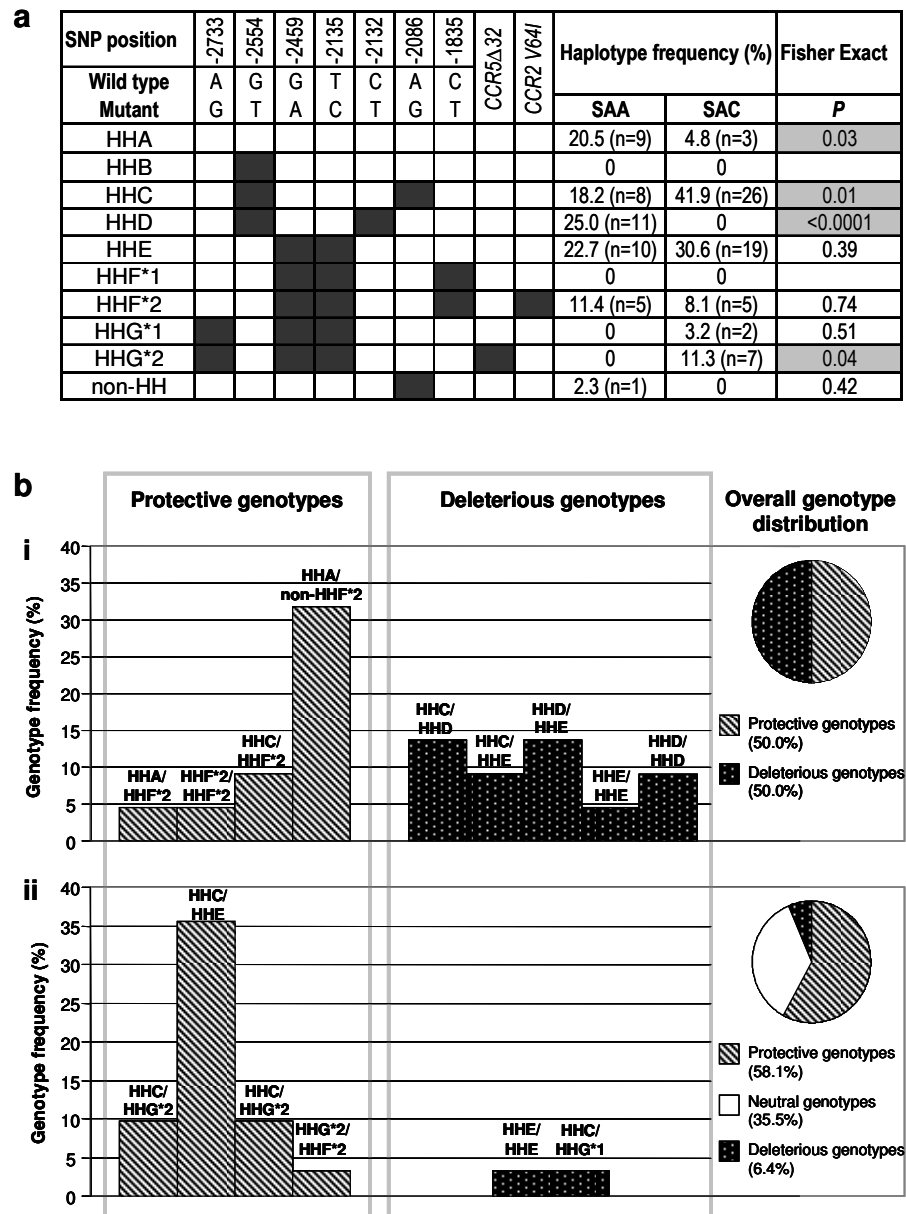 a
SNP position -2733 -2554 -2459 -2135 -2132 -2086 -1835 CCR5Δ32 CCR2 V64I Haplotype frequency (%) Fisher Exact
Wild type A G G T C A C
Mutant G T A C T G T SAA SAC P
HHA 20.5 (n=9) 4.8 (n=3) 0.03
HHB 0 0
HHC 18.2 (n=8) 41.9 (n=26) 0.01
HHD 25.0 (n=11) 0 <0.0001
HHE 22.7 (n=10) 30.6 (n=19) 0.39
HHF*1 0 0
HHF*2 11.4 (n=5) 8.1 (n=5) 0.74
HHG*1 0 3.2 (n=2) 0.51
HHG*2 0 11.3 (n=7) 0.04
non-HH 2.3 (n=1) 0 0.42
b
Protective genotypes
Deleterious genotypes
Overall genotype
distribution
i
Genotype frequency (%)
40
35
30
25
20
15
10
5
0
HHA/
HHF*2
HHF*2/
HHF*2
HHC/
HHF*2
HHA/
non-HHF*2
HHC/
HHD
HHC/
HHE
HHD/
HHE
HHE/
HHE
HHD/
HHD
Protective genotypes
(50.0%)
Deleterious genotypes
(50.0%)
ii
Genotype frequency (%)
40
35
30
25
20
15
10
5
0
HHC/
HHG*2
HHC/
HHE
HHC/
HHG*2
HHG*2/
HHF*2
HHE/
HHE
HHC/
HHG*1
Protective genotypes
(58.1%)
Neutral genotypes
(35.5%)
Deleterious genotypes
(6.4%)